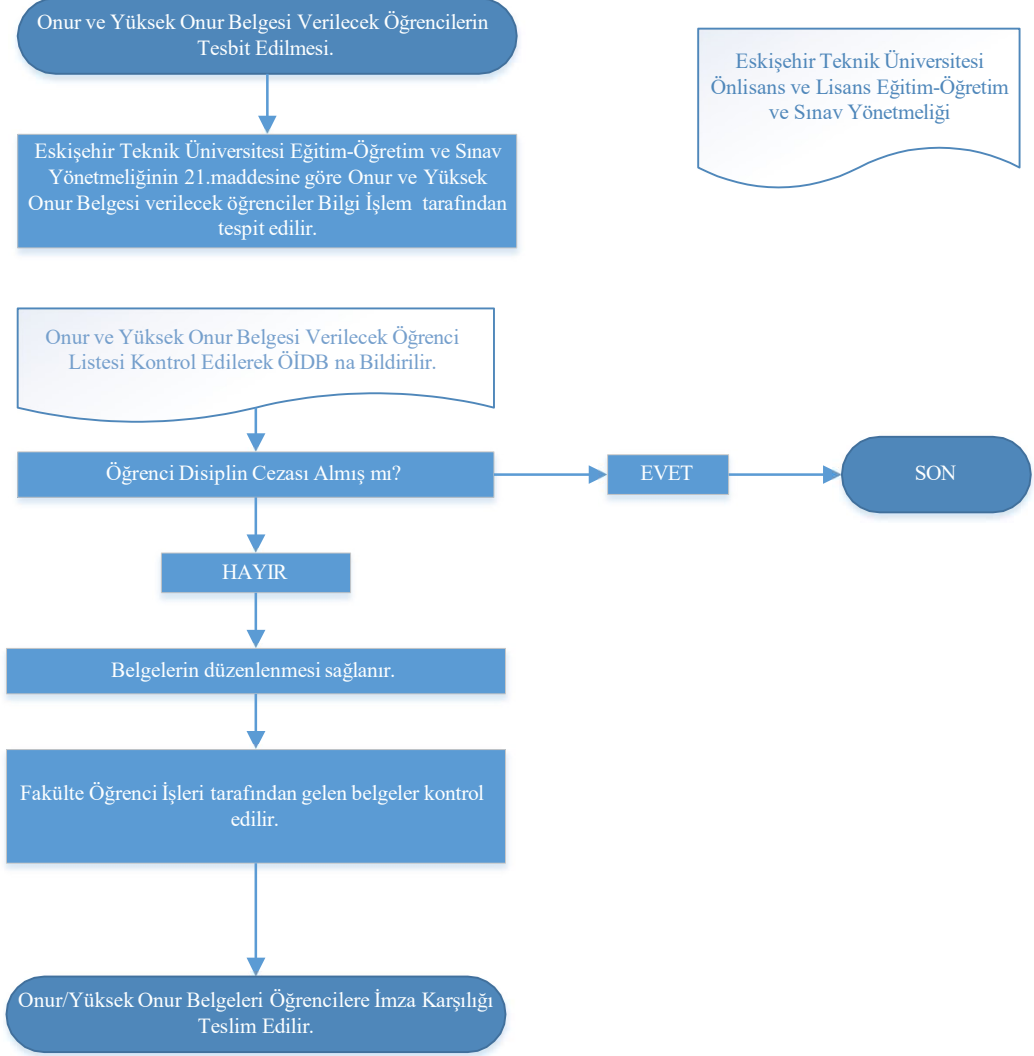 Onur ve Yüksek Onur Belgesi Verilecek Öğrencilerin
Tesbit Edilmesi.
Eskişehir Teknik Üniversitesi
Önlisans ve Lisans Eğitim-Öğretim
ve Sınav Yönetmeliği
Eskişehir Teknik Üniversitesi Eğitim-Öğretim ve Sınav
Yönetmeliğinin 21.maddesine göre Onur ve Yüksek
Onur Belgesi verilecek öğrenciler Bilgi İşlem tarafından
tespit edilir.
Onur ve Yüksek Onur Belgesi Verilecek Öğrenci
Listesi Kontrol Edilerek ÖİDB na Bildirilir.
Öğrenci Disiplin Cezası Almış mı?
EVET
SON
HAYIR
Belgelerin düzenlenmesi sağlanır.
Fakülte Öğrenci İşleri tarafından gelen belgeler kontrol
edilir.
Onur/Yüksek Onur Belgeleri Öğrencilere İmza Karşılığı
Teslim Edilir.